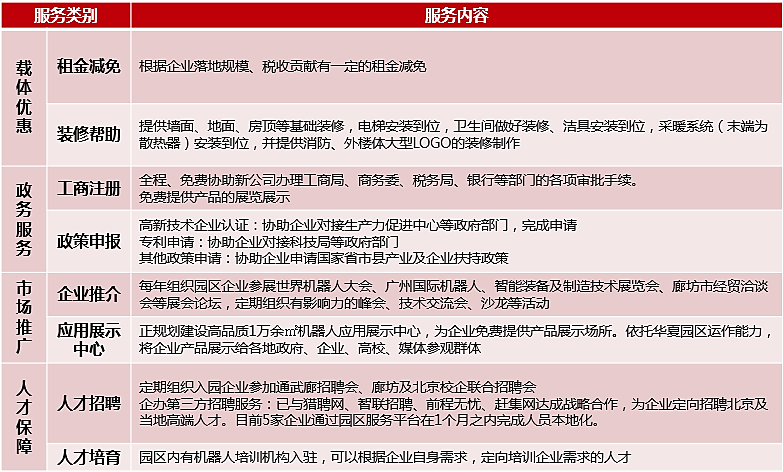 服务类别 服务内容
载体优惠
租金减免
根据企业落地规模、税收贡献有一定的租金减免
装修帮助
提供墙面、地面、房顶等基础装修，电梯安装到位，卫生间做好装修、洁具安装到位，采暖系统（末端为
散热器）安装到位，并提供消防、外楼体大型LOGO的装修制作
政务服务
工商注册
全程、免费协助新公司办理工商局、商务委、税务局、银行等部门的各项审批手续。
免费提供产品的展览展示
政策申报
高新技术企业认证：协助企业对接生产力促进中心等政府部门，完成申请
专利申请：协助企业对接科技局等政府部门
其他政策申请：协助企业申请国家省市县产业及企业扶持政策
市场推广
企业推介
每年组织园区企业参展世界机器人大会、广州国际机器人、智能装备及制造技术展览会、廊坊市经贸洽谈
会等展会论坛，定期组织有影响力的峰会、技术交流会、沙龙等活动
应用展示
中心
正规划建设高品质1万余㎡机器人应用展示中心，为企业免费提供产品展示场所。依托华夏园区运作能力，
将企业产品展示给各地政府、企业、高校、媒体参观群体
人才保障
人才招聘
定期组织入园企业参加通武廊招聘会、廊坊及北京校企联合招聘会
企办第三方招聘服务：已与猎聘网、智联招聘、前程无忧、赶集网达成战略合作，为企业定向招聘北京及
当地高端人才。目前5家企业通过园区服务平台在1个月之内完成人员本地化。
人才培育
园区内有机器人培训机构入驻，可以根据企业自身需求，定向培训企业需求的人才